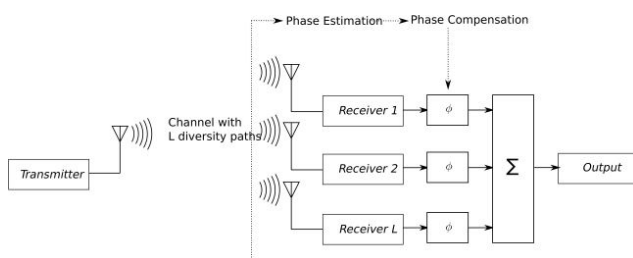 Phase Estimation
Phase Compensation
Channel with
L diversity paths
Transmitter
Receiver 1
ϕ
Receiver 2
ϕ
Receiver L
ϕ
Σ
Output